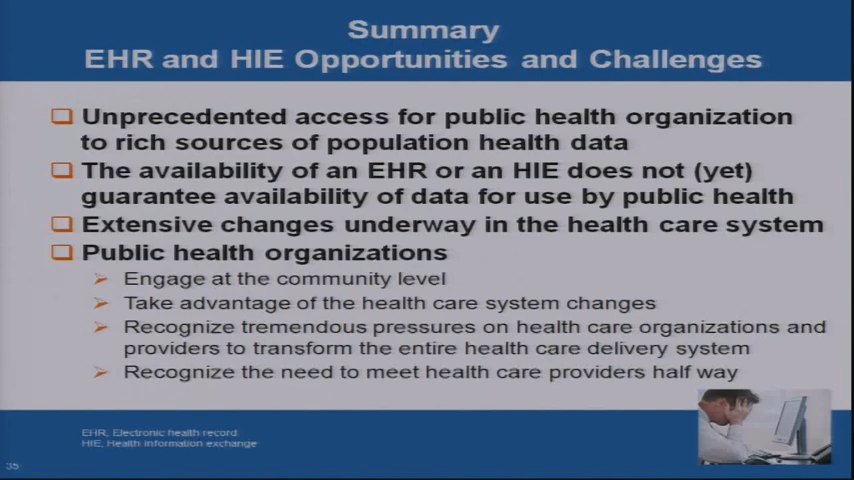 Summary
EHR and HIE Opportunities and Challenges
Unprecedented access for public health organization
to rich sources of population health data
The availability of an EHR or an HIE does not (yet)
guarantee availability of data for use by public health
Extensive changes underway in the health care system
Public health organizations
Engage at the community level
Take advantage of the health care system changes
Recognize tremendous pressures on health care organizations and
providers to transform the entire health care delivery system
Recognize the need to meet health care providers half way
EHR, Electronic health record
HIE, Health information exchange
35